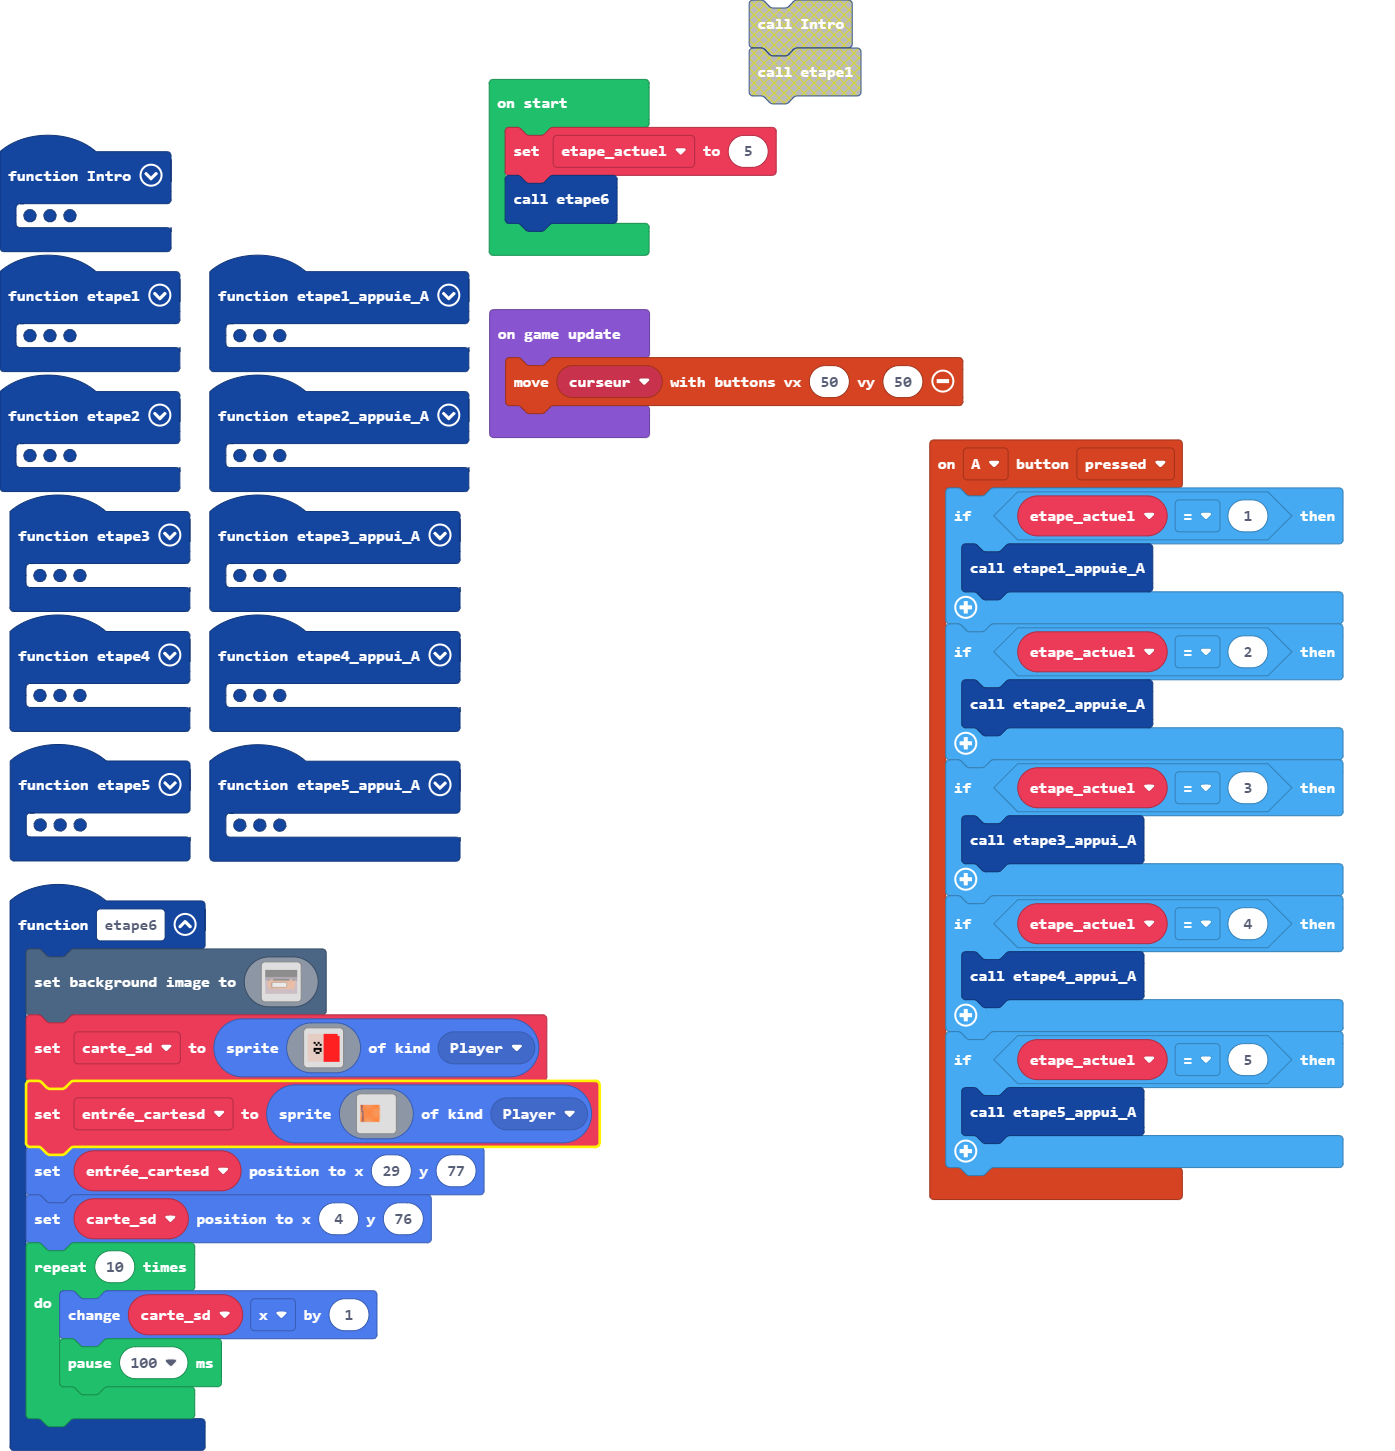 call Intro
call etape1
on start
set etape_actuel to 5
call etape6
function Intro
function etape1
function etape1_appuie_A
function etape2
function etape2_appuie_A
function etape3
function etape3_appui_A
function etape4
function etape4_appui_A
function etape5
function etape5_appui_A
on game update
move curseur with buttons vx 50 vy 50
on A button pressed
if etape_actuel = 1 then
call etape1_appuie_A
if etape_actuel = 2 then
call etape2_appuie_A
if etape_actuel = 3 then
call etape3_appui_A
if etape_actuel = 4 then
call etape4_appui_A
if etape_actuel = 5 then
call etape5_appui_A
function etape6
set background image to
set carte_sd to sprite of kind Player
set entrée_cartesd to sprite of kind Player
set entrée_cartesd position to x 29 y 77
set carte_sd position to x 4 y 76
repeat 10 times
do
change carte_sd x by 1
pause 100 ms